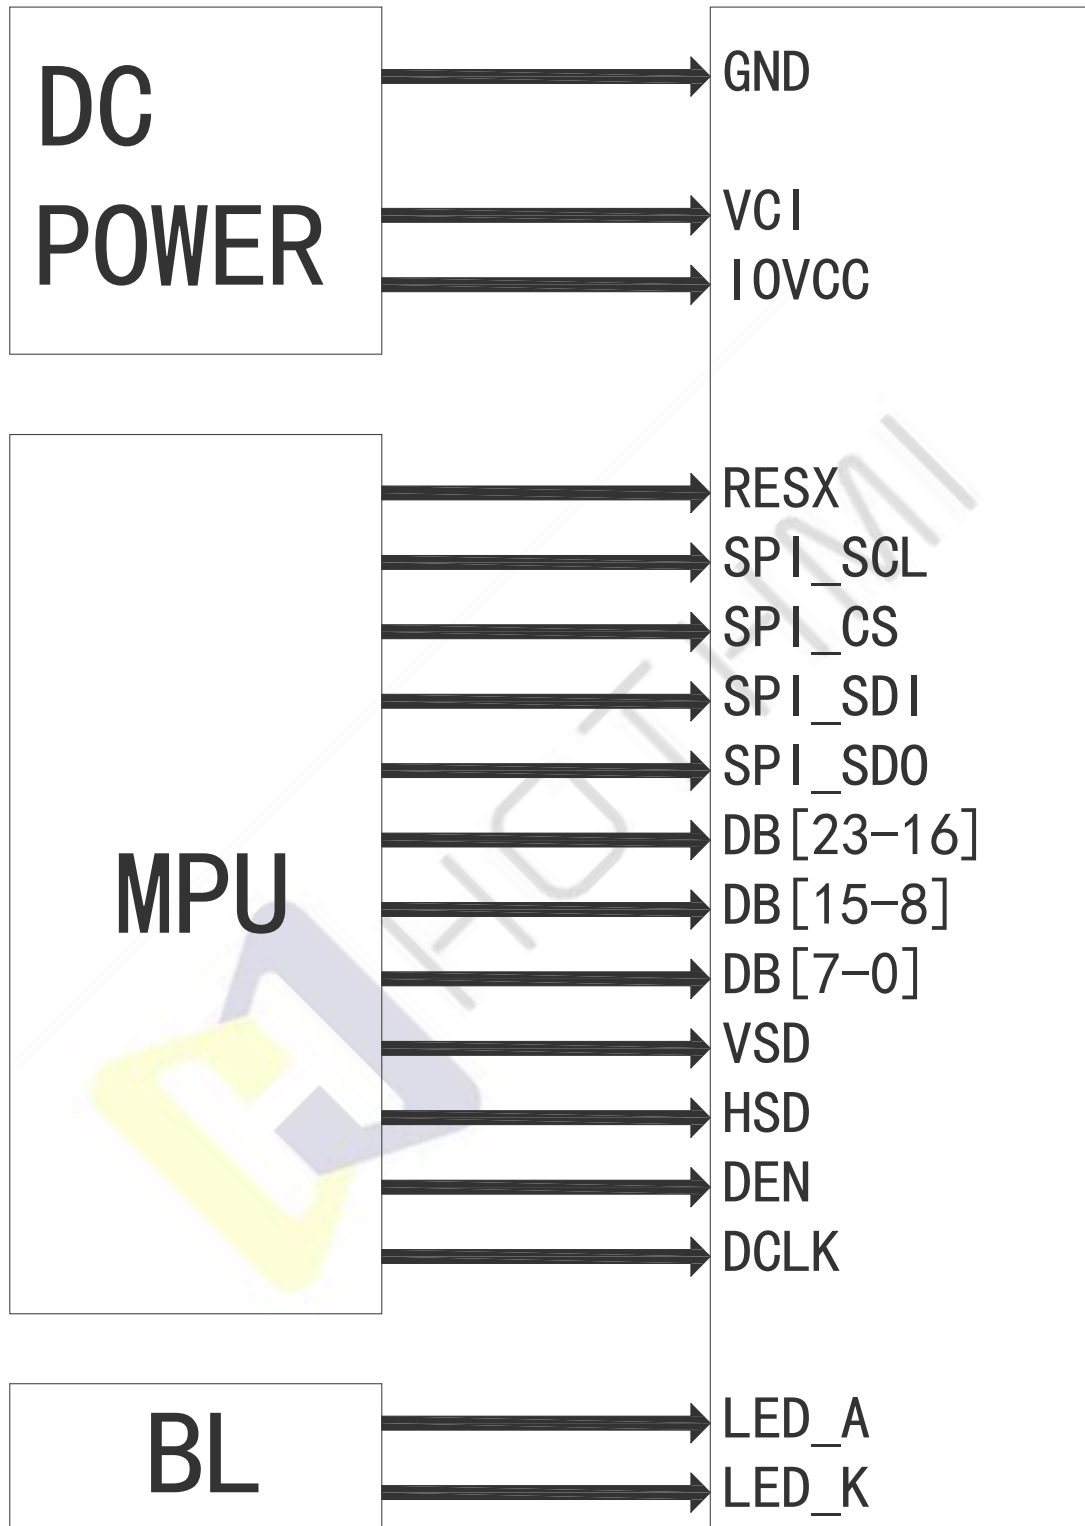 DC
POWER
GND
VCI
IOVCC
MPU
RESX
SPI_SCL
SPI_CS
SPI_SDI
SPI_SDO
DB[23-16]
DB[15-8]
DB[7-0]
VSD
HSD
DEN
DCLK
BL
LED_A
LED_K
HOTHMI